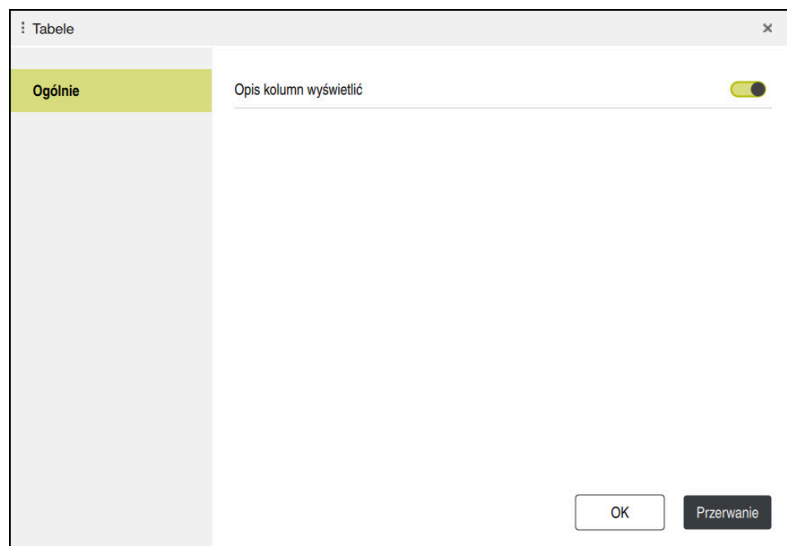 Tabele
Ogólnie
Opis kolumn wyświetlić
OK
Przerwanie